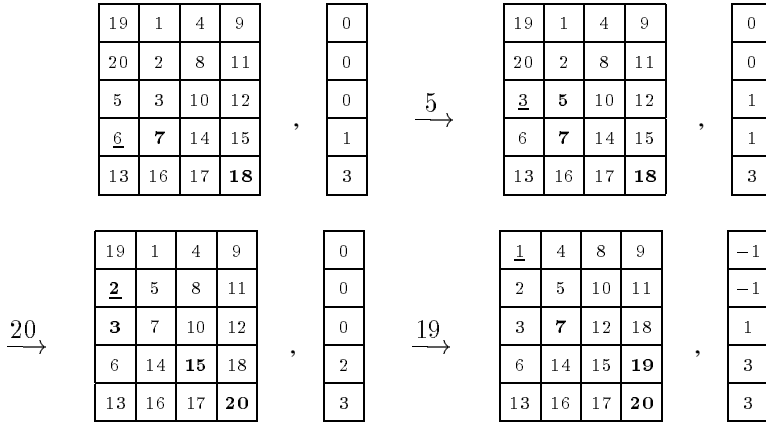 19 1 4 9 0 19 1 4 9 0
20 2 8 11 0 20 2 8 11 0
5 3 10 12 0 5 3 5 10 12 1
6 7 14 15 , 1 6 7 14 15 , 1
13 16 17 18 3 13 16 17 18 3
19 1 4 9 0 1 4 8 9 −1
2 5 8 11 0 2 5 10 11 −1
20 3 7 10 12 0 19 3 7 12 18 1
6 14 15 18 , 2 6 14 15 19 , 3
13 16 17 20 3 13 16 17 20 3